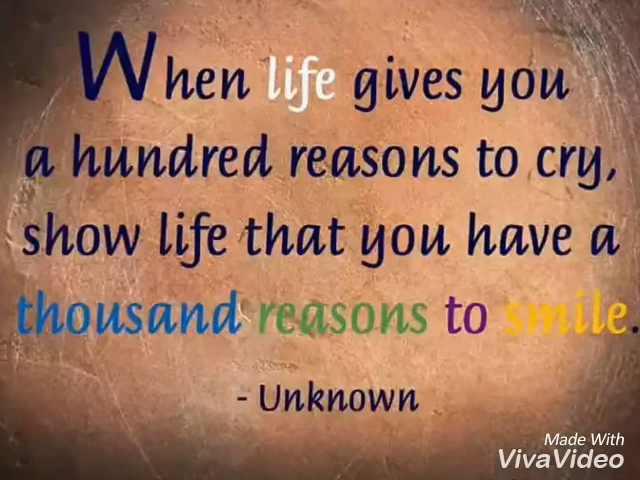 When life gives you
a hundred reasons to cry,
show life that you have a
thousand reasons to smile.
- Unknown
Made With
VivaVideo